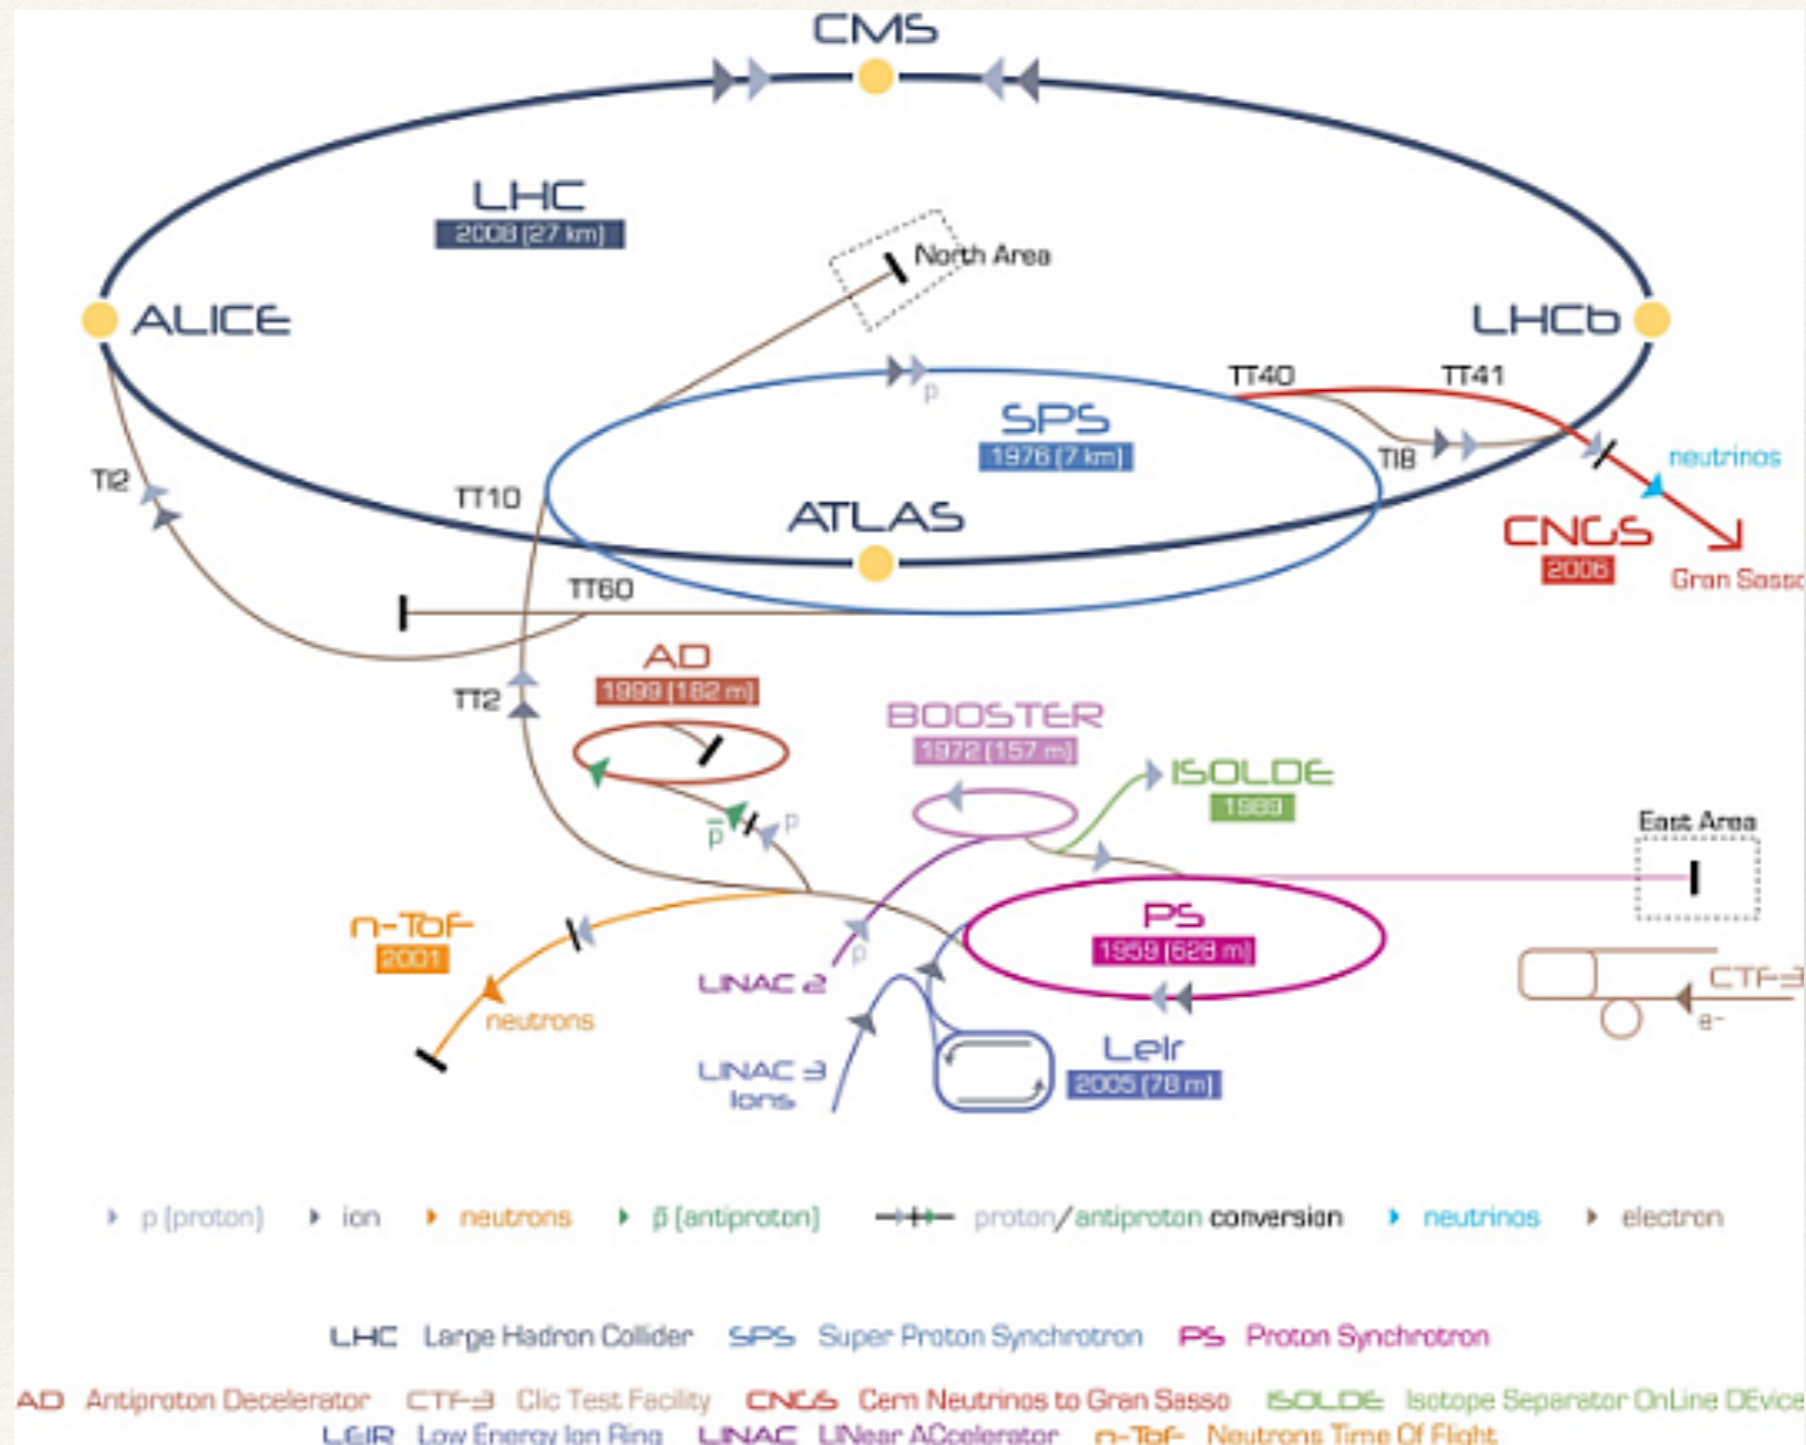 CMS
LHC
2008 (27 km)
North Area
ALICE
LHCb
TT40
TT41
p
SPS
1976 (7 km)
TI8
neutrinos
TI2
TT10
ATLAS
CNGS
2006
Gran Sasso
TT60
AD
1999 (182 m)
TT2
BOOSTER
1972 (157 m)
ISOLDE
1989
East Area
p̄
p
n-ToF
2001
PS
1959 (628 m)
p
LINAC 2
CTF-3
e-
neutrons
LINAC 3
Ions
LeIr
2005 (78 m)
p (proton) ion neutrons p̄ (antiproton) proton/antiproton conversion neutrinos electron
LHC Large Hadron Collider SPS Super Proton Synchrotron PS Proton Synchrotron
AD Antiproton Decelerator CTF-3 Clic Test Facility CNGS Cern Neutrinos to Gran Sasso ISOLDE Isotope Separator OnLine DEvice
LEIR Low Energy Ion Ring LINAC LINear ACcelerator n-ToF Neutrons Time Of Flight